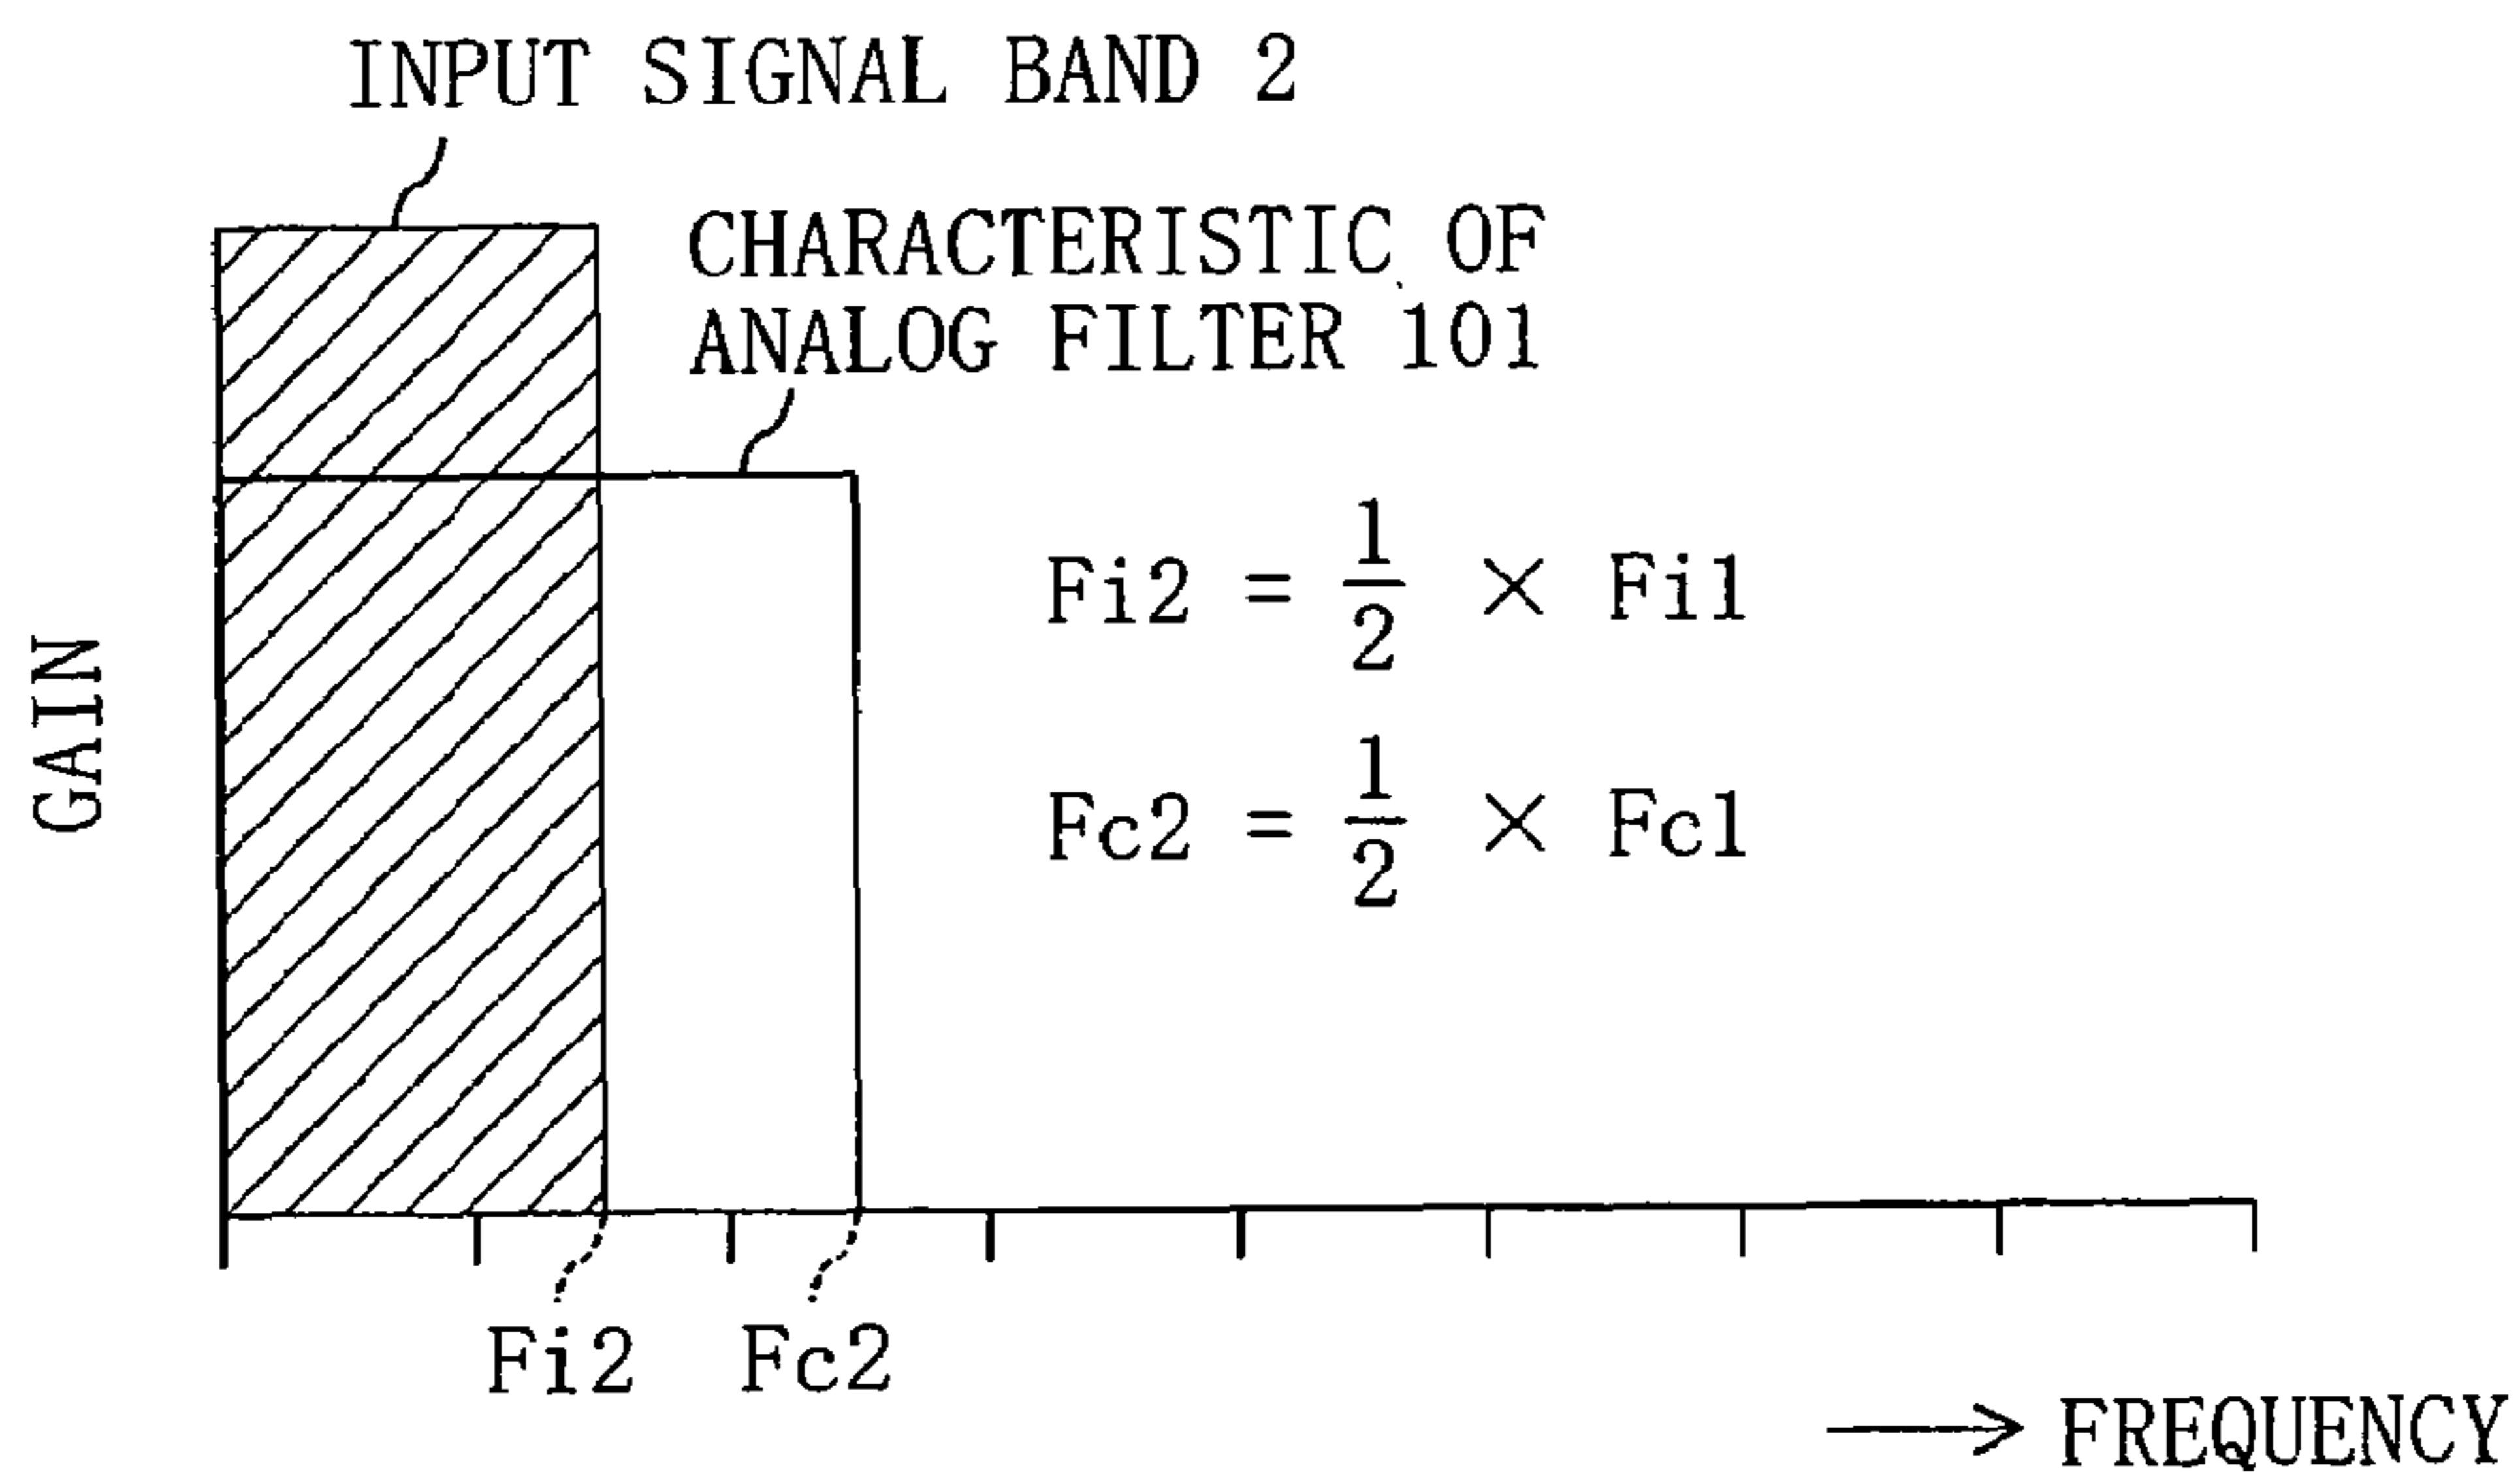 INPUT SIGNAL BAND 2
CHARACTERISTIC OF
ANALOG FILTER 101
GAIN
Fi2 = 1/2 × Fi1
Fc2 = 1/2 × Fc1
Fi2 Fc2
→ FREQUENCY